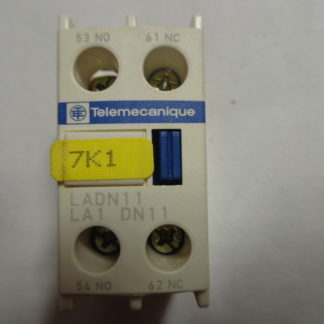 53 NO 61 NC
Telemecanique
7K1
LADN11
LA1 DN11
54 NO 62 NC